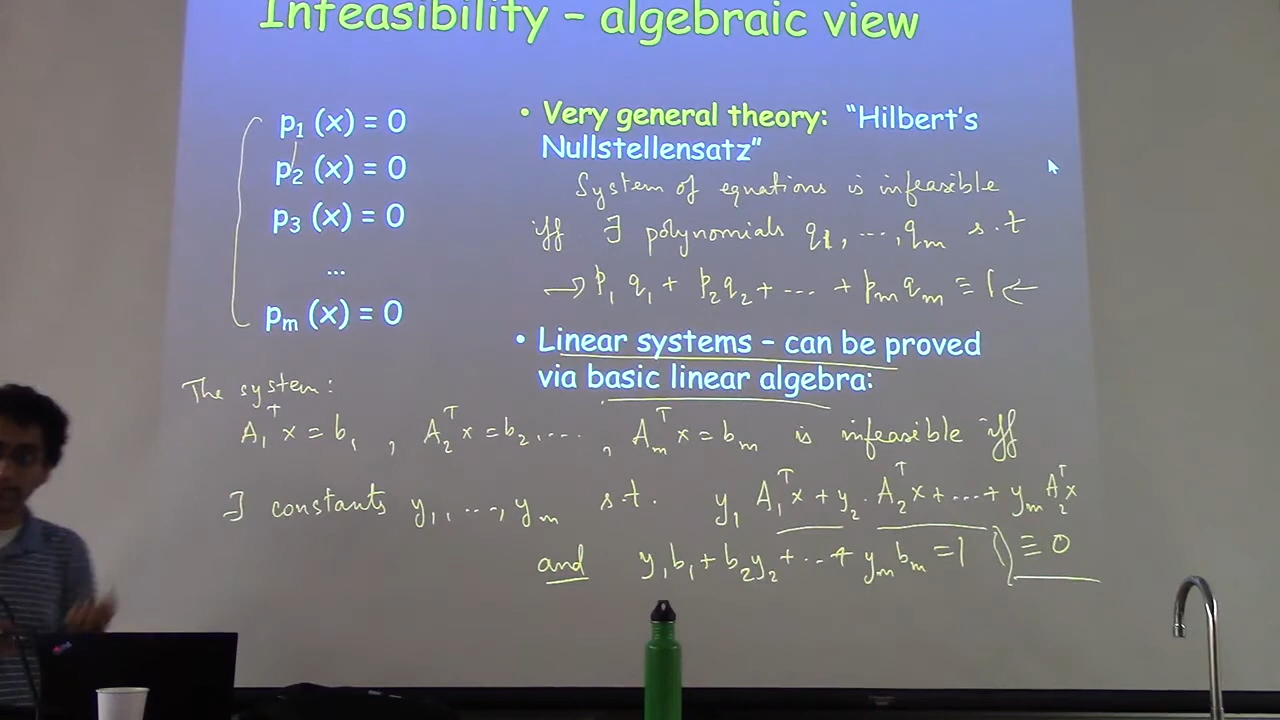 Infeasibility – algebraic view
p₁ (x) = 0
p₂ (x) = 0
p₃ (x) = 0
...
pₘ (x) = 0
• Very general theory: "Hilbert's
Nullstellensatz"
System of equations is infeasible
iff ∃ polynomials q₁, ..., qₘ s.t
→ p₁ q₁ + p₂ q₂ + ... + pₘ qₘ ≡ 1 ←
• Linear systems – can be proved
via basic linear algebra:
The system:
A₁ᵀx = b₁ , A₂ᵀx = b₂, .... , Aₘᵀx = bₘ is infeasible iff
∃ constants y₁, ..., yₘ s.t. y₁ A₁ᵀx + y₂ . A₂ᵀx + .... + yₘ A₂ᵀx
and y₁b₁ + b₂y₂ + ... + yₘbₘ = 1 ≡ 0